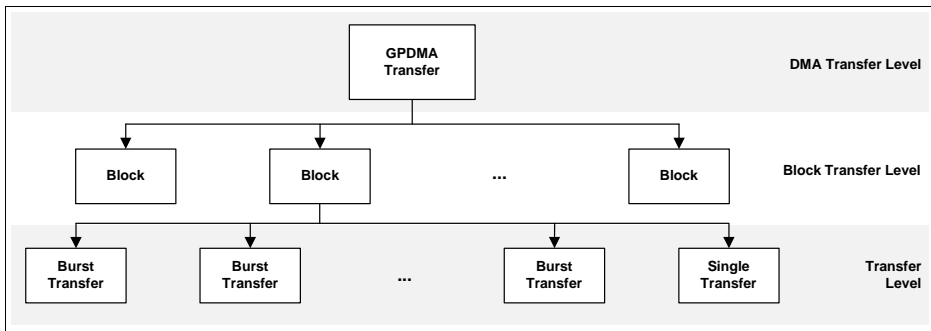 GPDMA
Transfer
DMA Transfer Level
Block
Block
...
Block
Block Transfer Level
Burst
Transfer
Burst
Transfer
...
Burst
Transfer
Single
Transfer
Transfer
Level